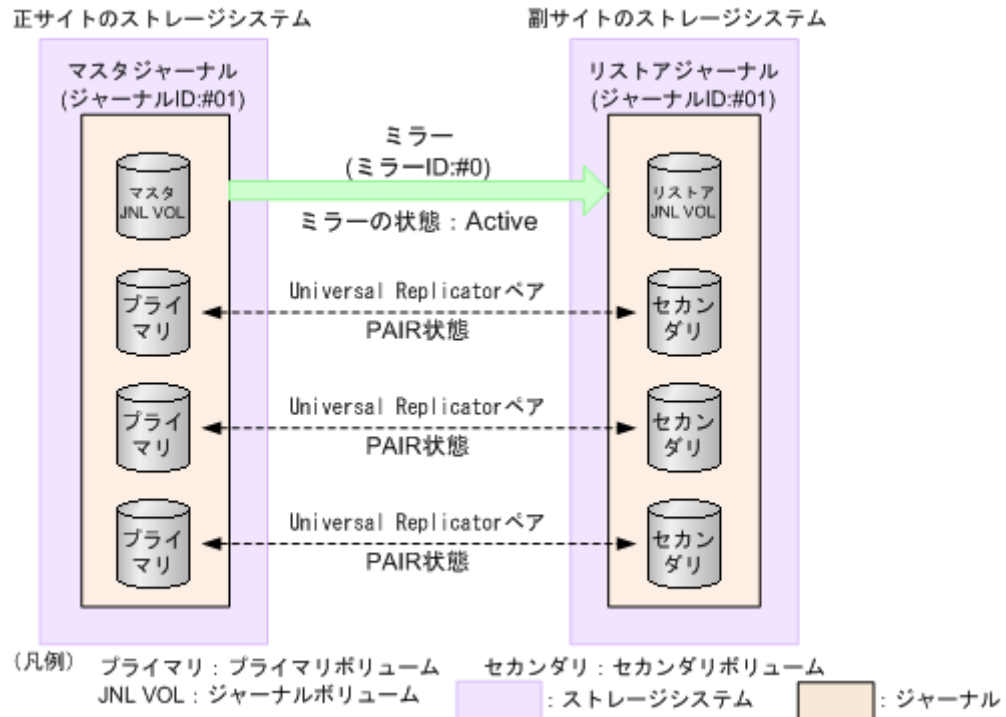 正サイトのストレージシステム
副サイトのストレージシステム
マスタジャーナル
(ジャーナルID:#01)
リストアジャーナル
(ジャーナルID:#01)
ミラー
(ミラーID:#0)
マスタ
JNL VOL
リストア
JNL VOL
ミラーの状態：Active
プライ
マリ
Universal Replicatorペア
PAIR状態
セカン
ダリ
プライ
マリ
Universal Replicatorペア
PAIR状態
セカン
ダリ
プライ
マリ
Universal Replicatorペア
PAIR状態
セカン
ダリ
（凡例）
プライマリ：プライマリボリューム
セカンダリ：セカンダリボリューム
JNL VOL：ジャーナルボリューム
：ストレージシステム
：ジャーナル